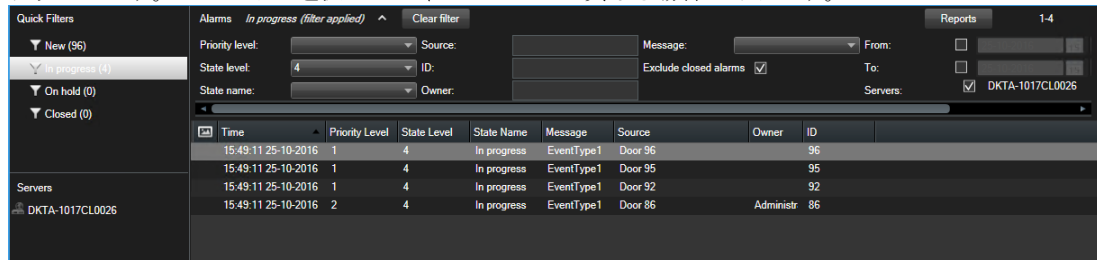 Quick Filters
New (96)
In progress (4)
On hold (0)
Closed (0)
Servers
DKTA-1017CL0026
Alarms In progress (filter applied) Clear filter Reports 1-4
Priority level: Source: Message: From:
State level: 4 ID: Exclude closed alarms To:
State name: Owner: Servers: DKTA-1017CL0026
Time Priority Level State Level State Name Message Source Owner ID
15:49:11 25-10-2016 1 4 In progress EventType1 Door 96 96
15:49:11 25-10-2016 1 4 In progress EventType1 Door 95 95
15:49:11 25-10-2016 1 4 In progress EventType1 Door 92 92
15:49:11 25-10-2016 2 4 In progress EventType1 Door 86 Administr 86